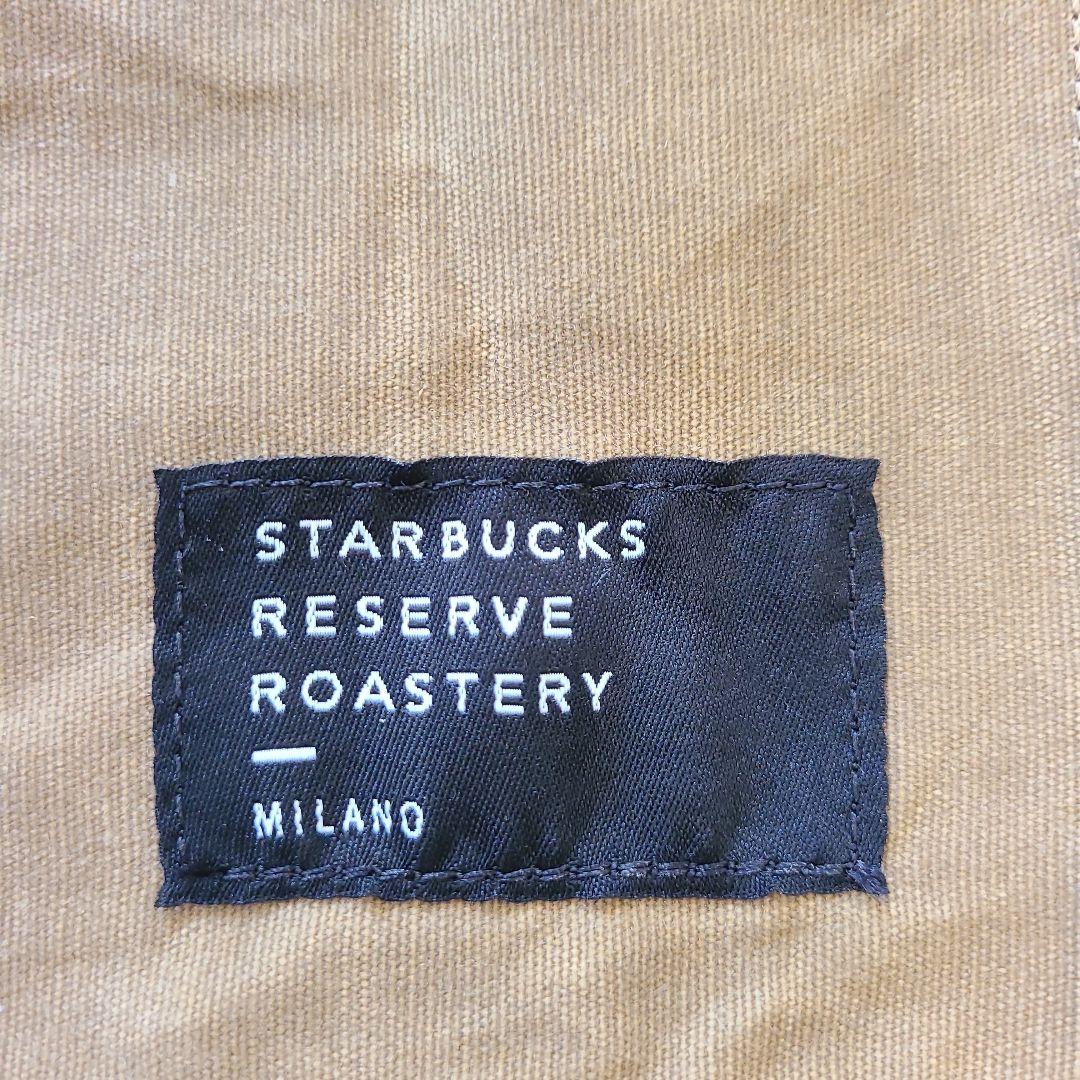 STARBUCKS
RESERVE
ROASTERY
—
MILANO